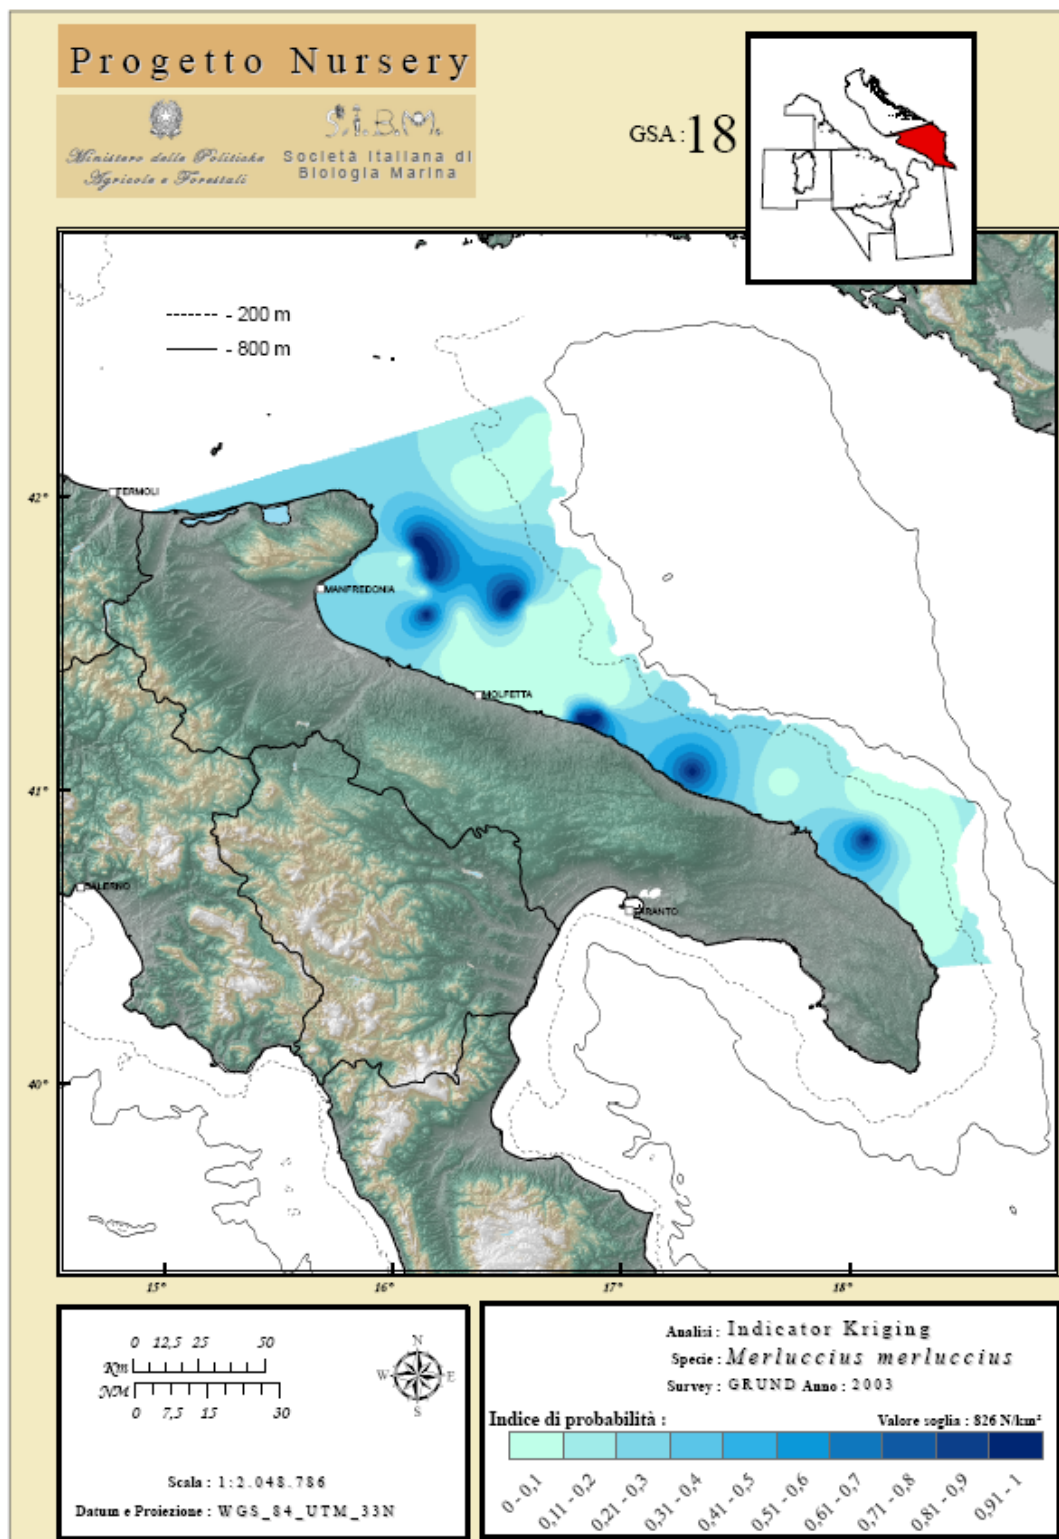 Progetto Nursery
Ministero delle Politiche
Agricole e Forestali
S.I.B.M.
Società Italiana di
Biologia Marina
GSA : 18
- 200 m
- 800 m
42°
41°
40°
TERMOLI
MANFREDONIA
MOLFETTA
SALERNO
TARANTO
15°
16°
17°
18°
0 12,5 25 50
Km
NM
0 7,5 15 30
N
W E
S
Scala : 1:2.048.786
Datum e Proiezione : WGS_84_UTM_33N
Analisi : Indicator Kriging
Specie : Merluccius merluccius
Survey : GRUND Anno : 2003
Indice di probabilità : Valore soglia : 826 N/km²
0 - 0,1
0,11 - 0,2
0,21 - 0,3
0,31 - 0,4
0,41 - 0,5
0,51 - 0,6
0,61 - 0,7
0,71 - 0,8
0,81 - 0,9
0,91 - 1